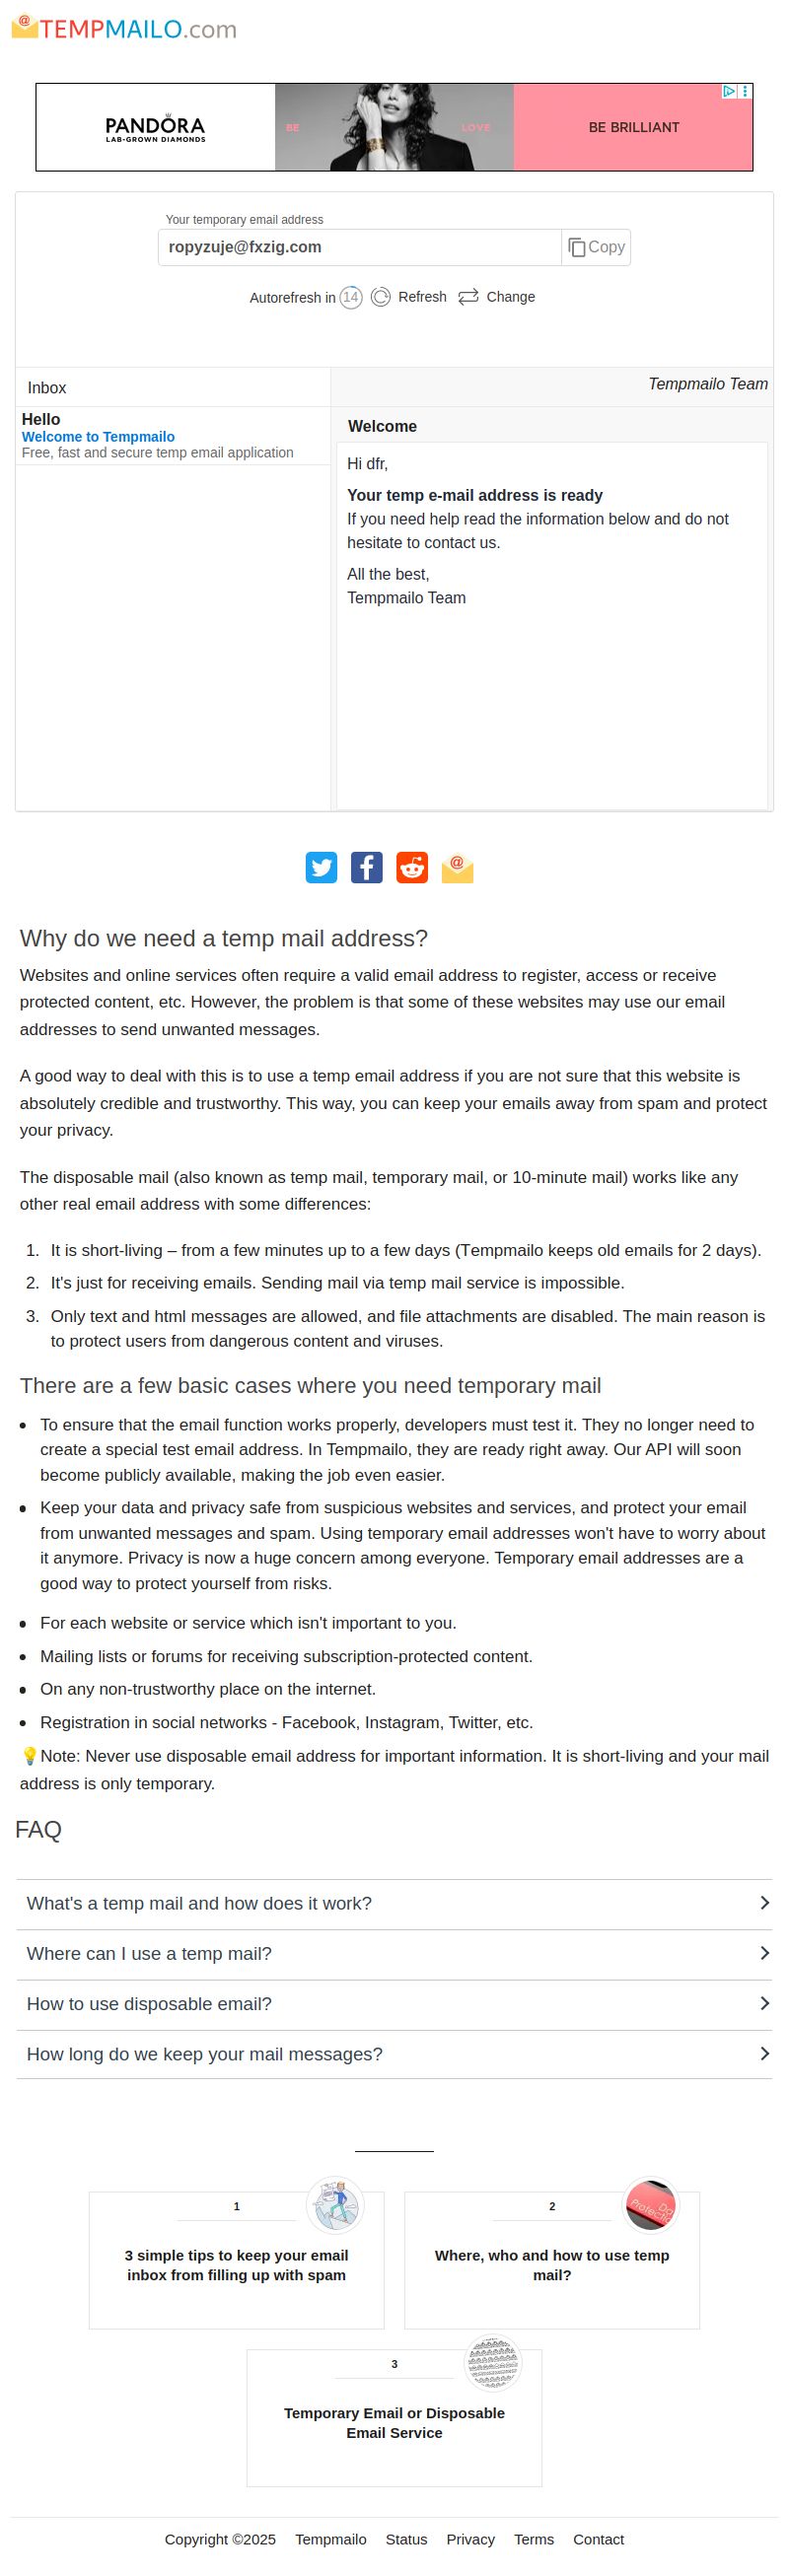 TEMPMAILO.com
PANDORA
LAB-GROWN DIAMONDS
BE
LOVE
BE BRILLIANT
Your temporary email address
ropyzuje@fxzig.com
Copy
Autorefresh in 14 Refresh Change
Inbox
Tempmailo Team
Hello
Welcome to Tempmailo
Free, fast and secure temp email application
Welcome
Hi dfr,
Your temp e-mail address is ready
If you need help read the information below and do not
hesitate to contact us.
All the best,
Tempmailo Team
Why do we need a temp mail address?
Websites and online services often require a valid email address to register, access or receive
protected content, etc. However, the problem is that some of these websites may use our email
addresses to send unwanted messages.
A good way to deal with this is to use a temp email address if you are not sure that this website is
absolutely credible and trustworthy. This way, you can keep your emails away from spam and protect
your privacy.
The disposable mail (also known as temp mail, temporary mail, or 10-minute mail) works like any
other real email address with some differences:
1. It is short-living – from a few minutes up to a few days (Tempmailo keeps old emails for 2 days).
2. It's just for receiving emails. Sending mail via temp mail service is impossible.
3. Only text and html messages are allowed, and file attachments are disabled. The main reason is
to protect users from dangerous content and viruses.
There are a few basic cases where you need temporary mail
• To ensure that the email function works properly, developers must test it. They no longer need to
create a special test email address. In Tempmailo, they are ready right away. Our API will soon
become publicly available, making the job even easier.
• Keep your data and privacy safe from suspicious websites and services, and protect your email
from unwanted messages and spam. Using temporary email addresses won't have to worry about
it anymore. Privacy is now a huge concern among everyone. Temporary email addresses are a
good way to protect yourself from risks.
• For each website or service which isn't important to you.
• Mailing lists or forums for receiving subscription-protected content.
• On any non-trustworthy place on the internet.
• Registration in social networks - Facebook, Instagram, Twitter, etc.
💡Note: Never use disposable email address for important information. It is short-living and your mail
address is only temporary.
FAQ
What's a temp mail and how does it work?
Where can I use a temp mail?
How to use disposable email?
How long do we keep your mail messages?
1
3 simple tips to keep your email
inbox from filling up with spam
2
Where, who and how to use temp
mail?
3
Temporary Email or Disposable
Email Service
Copyright ©2025 Tempmailo Status Privacy Terms Contact